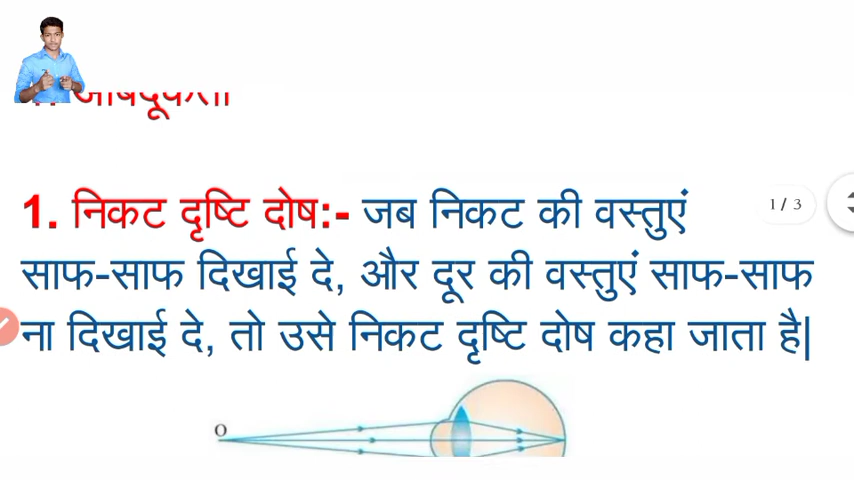 1. निकट दृष्टि दोष:- जब निकट की वस्तुएं
1 / 3
साफ-साफ दिखाई दे, और दूर की वस्तुएं साफ-साफ
ना दिखाई दे, तो उसे निकट दृष्टि दोष कहा जाता है|
O